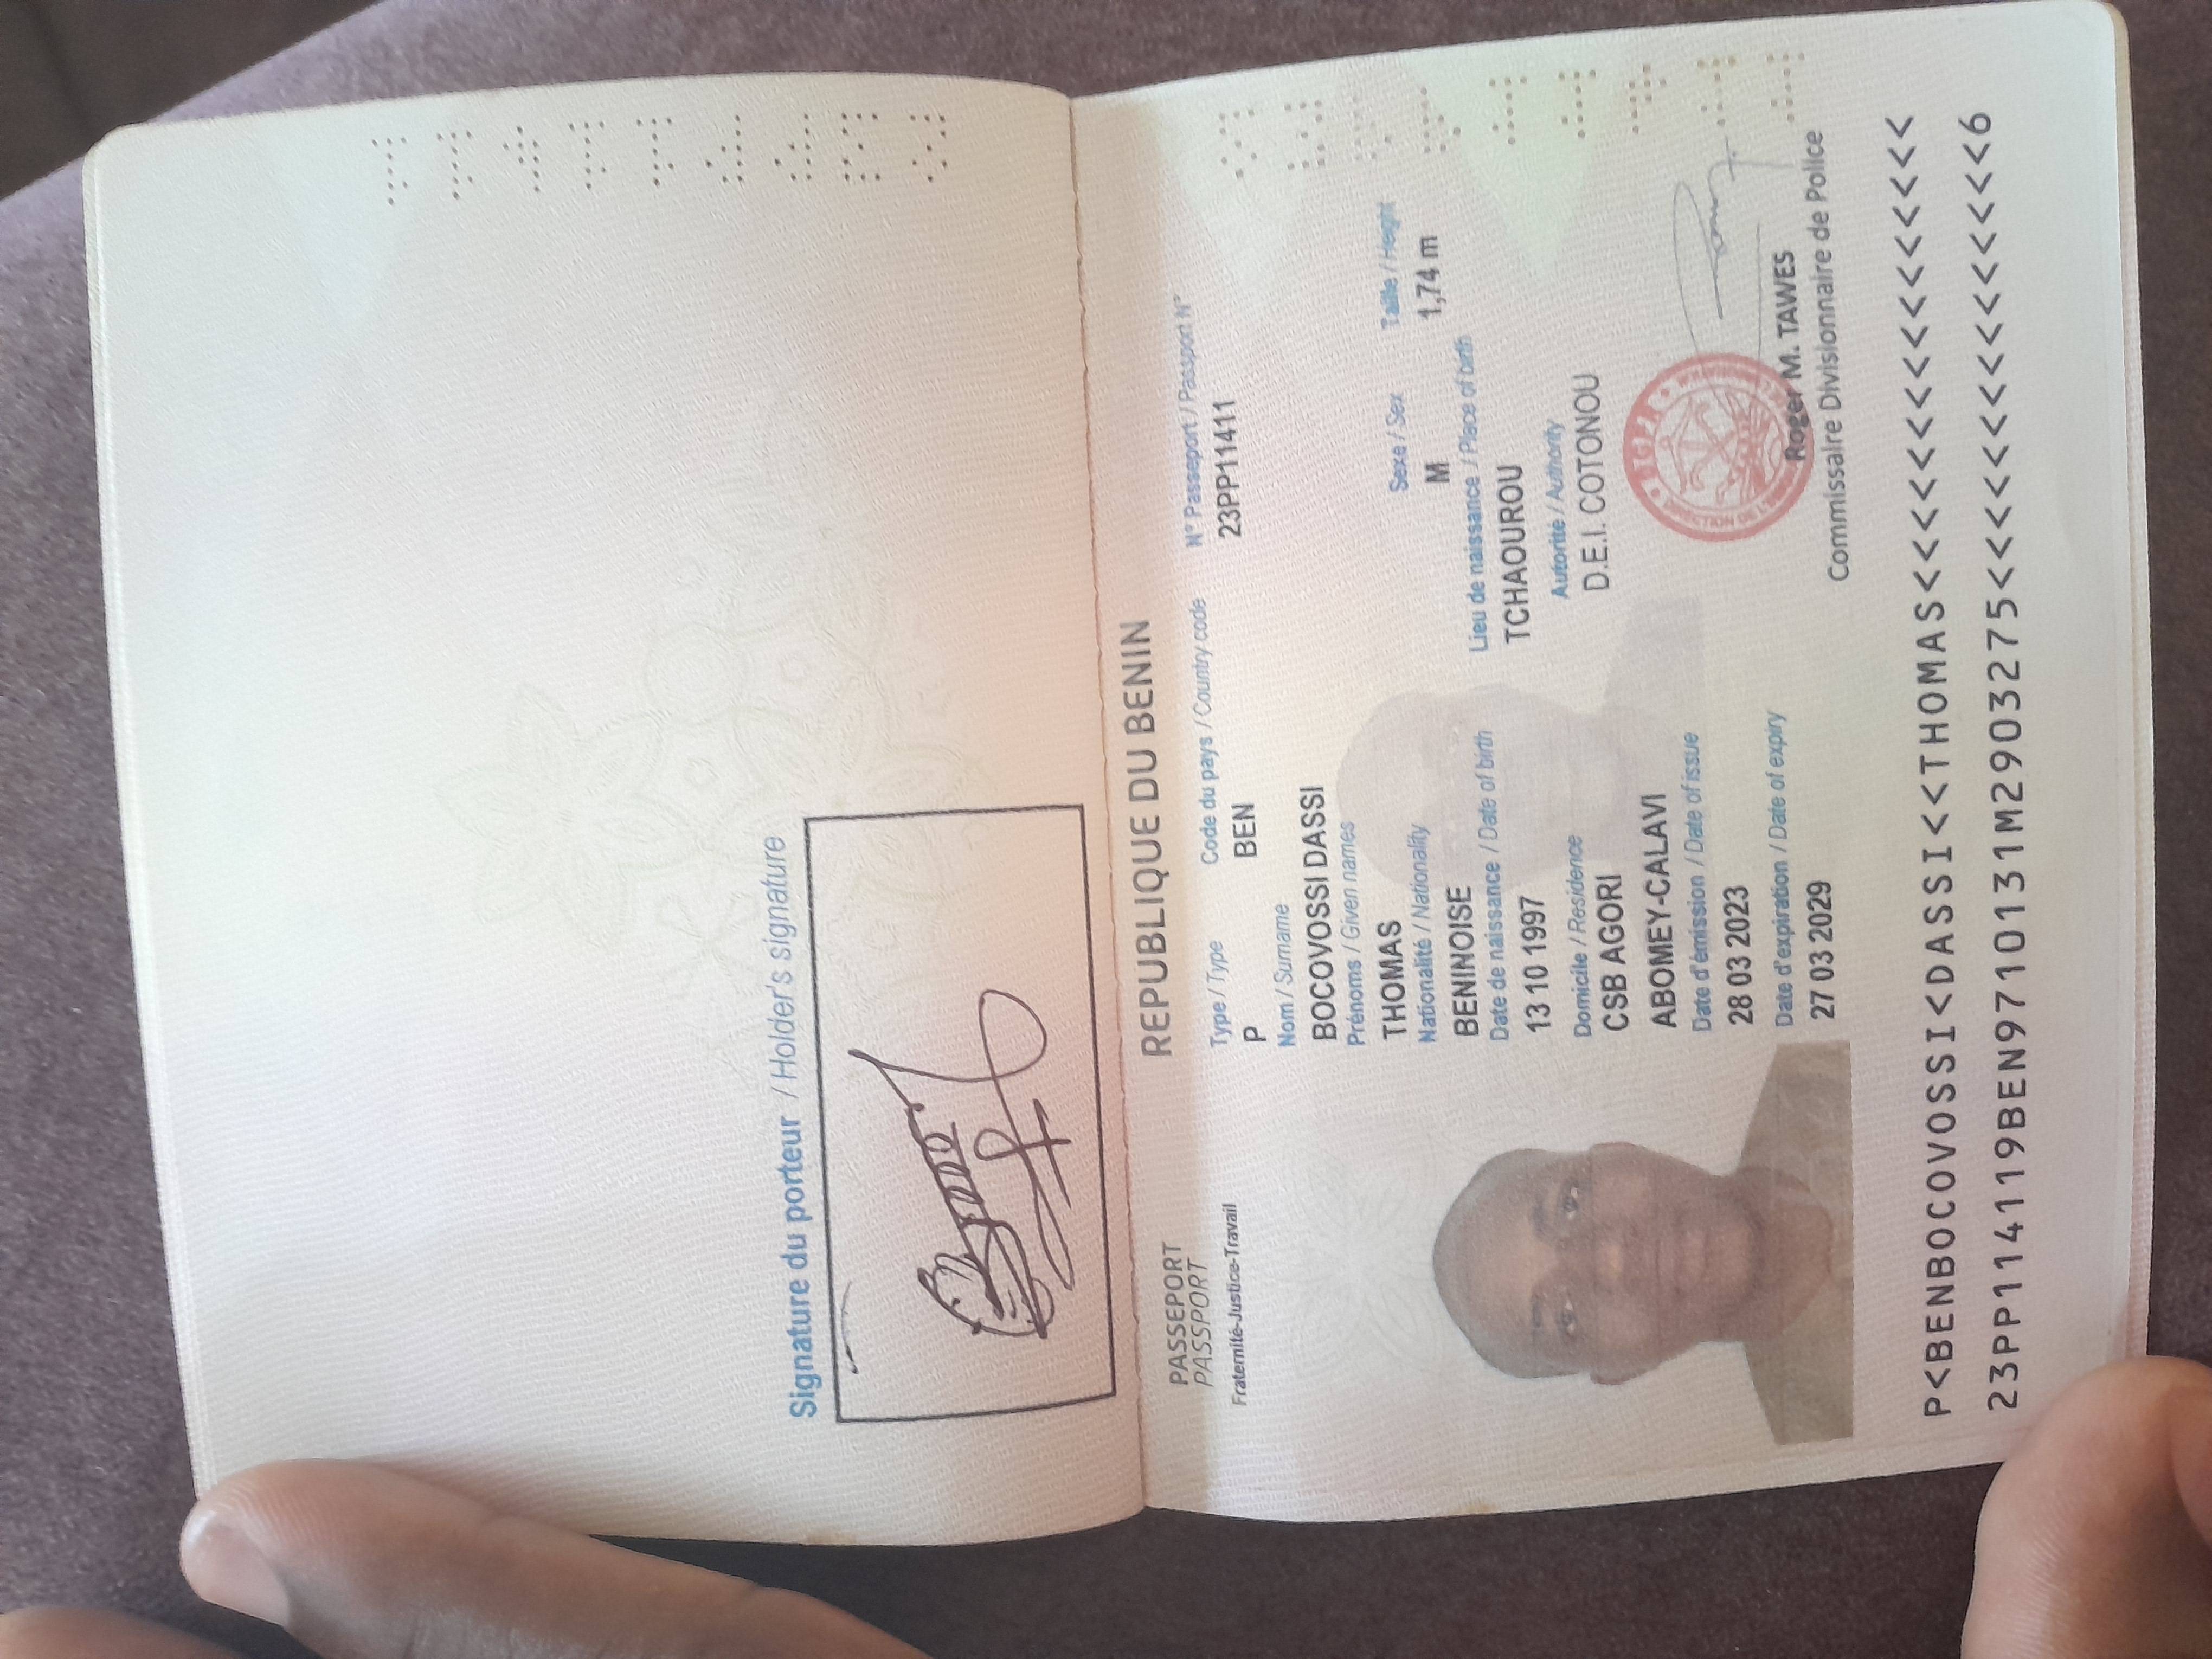 Signature du porteur / Holder's signature
REPUBLIQUE DU BENIN
PASSEPORT
PASSPORT
Fraternité-Justice-Travail
Type / Type
Code du pays / Country code
N° Passeport / Passport N°
P
BEN
23PP11411
Nom / Surname
BOCOVOSSI DASSI
Prénoms / Given names
THOMAS
Nationalité / Nationality
Sexe / Sex
Taille / Height
BENINOISE
M
1,74 m
Date de naissance / Date of birth
Lieu de naissance / Place of birth
13 10 1997
TCHAOUROU
Domicile / Residence
Autorité / Authority
CSB AGORI
D.E.I. COTONOU
ABOMEY-CALAVI
Date d'émission / Date of issue
28 03 2023
Date d'expiration / Date of expiry
27 03 2029
Roger M. TAWES
Commissaire Divisionnaire de Police
P<BENBOCOVOSSI<DASSI<<THOMAS<<<<<<<<<<<<<<<<
23PP114119BEN9710131M2903275<<<<<<<<<<<<<<<6